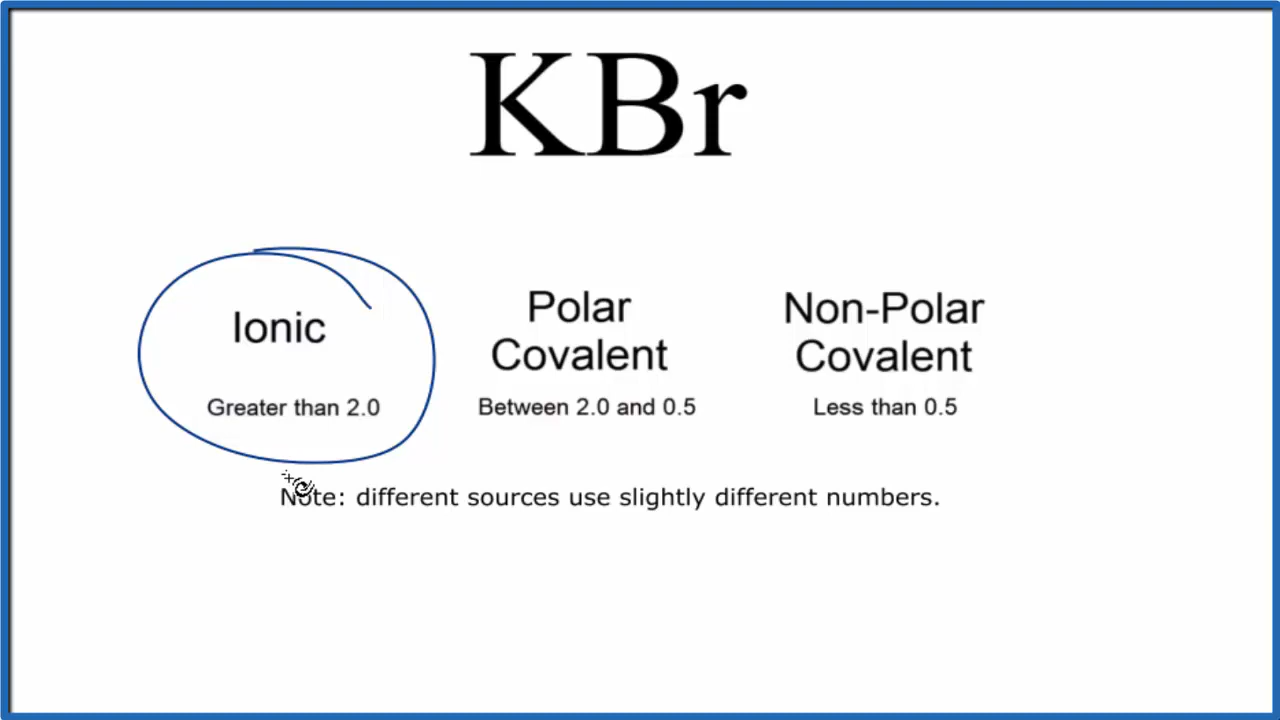 KBr
Ionic
Greater than 2.0
Polar
Covalent
Between 2.0 and 0.5
Non-Polar
Covalent
Less than 0.5
Note: different sources use slightly different numbers.